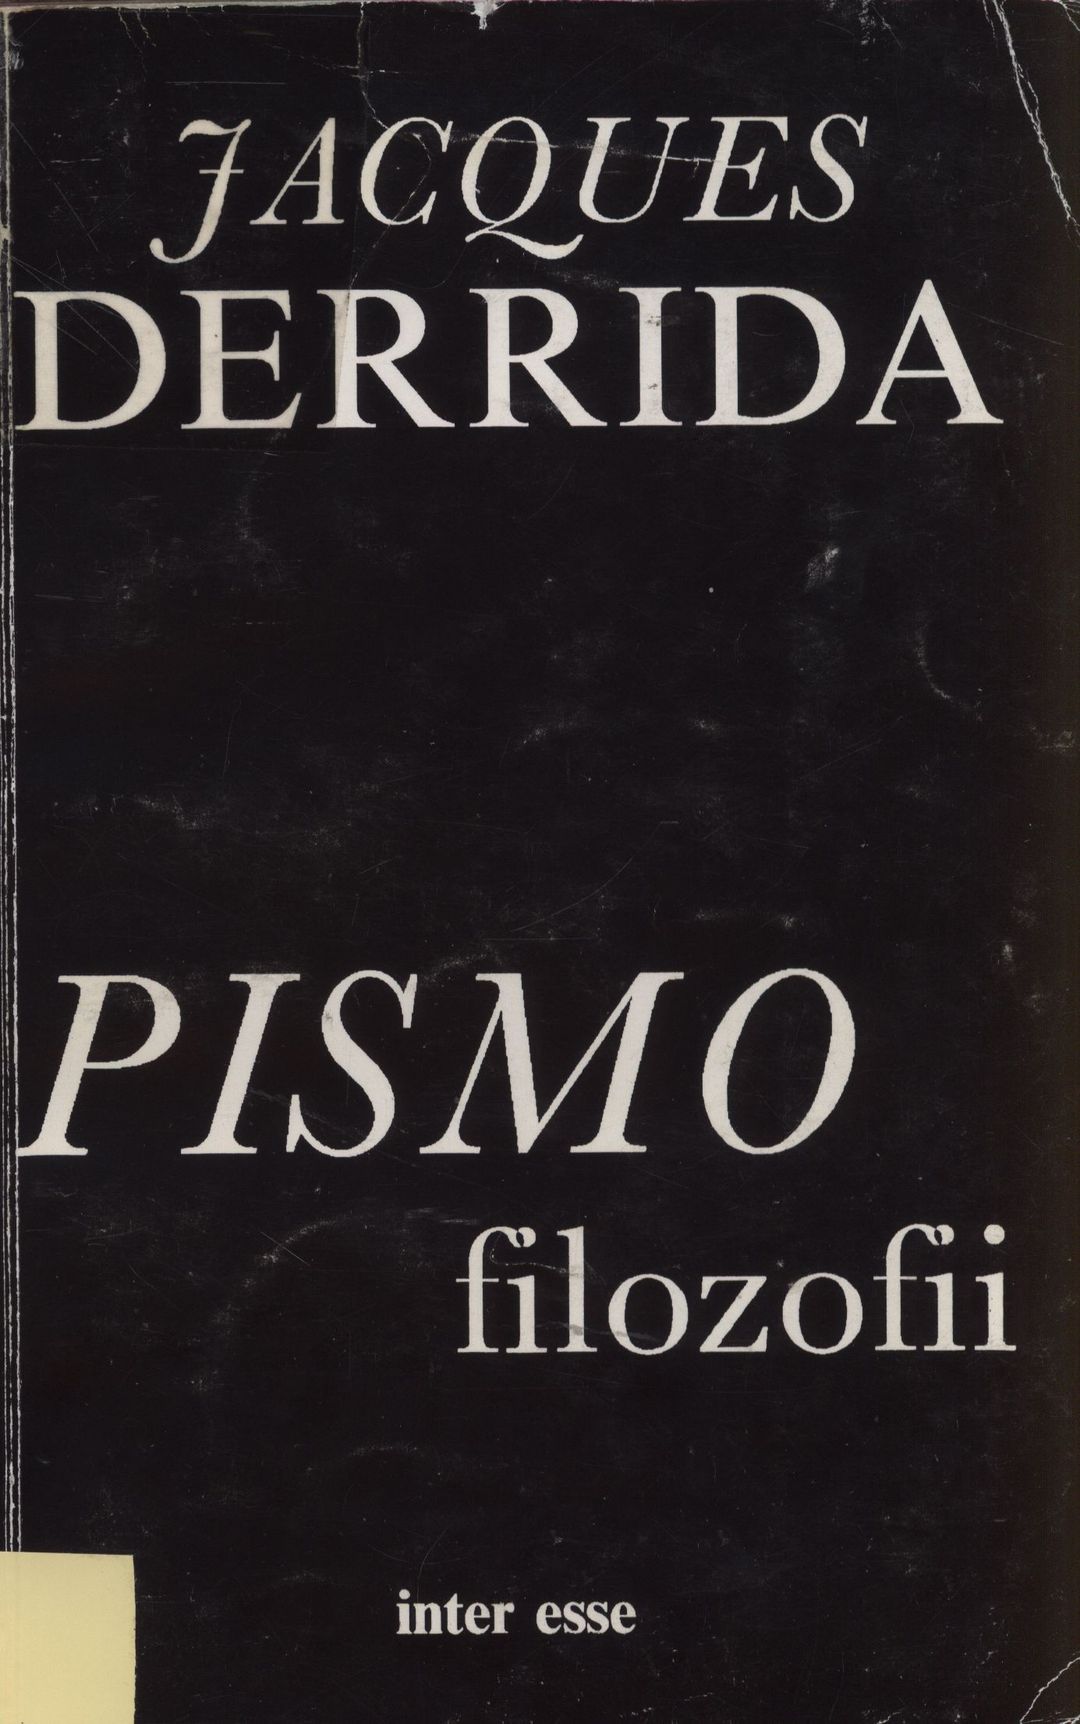 JACQUES
DERRIDA
PISMO
filozofii
inter esse